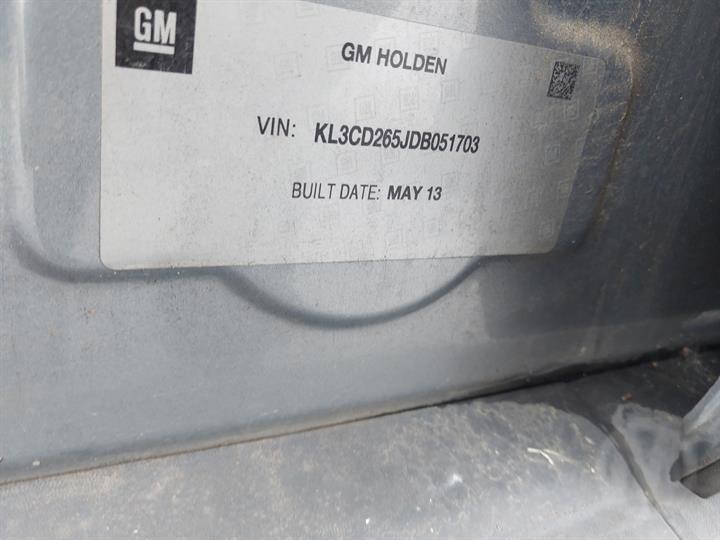 GM
GM HOLDEN
VIN: KL3CD265JDB051703
BUILT DATE: MAY 13